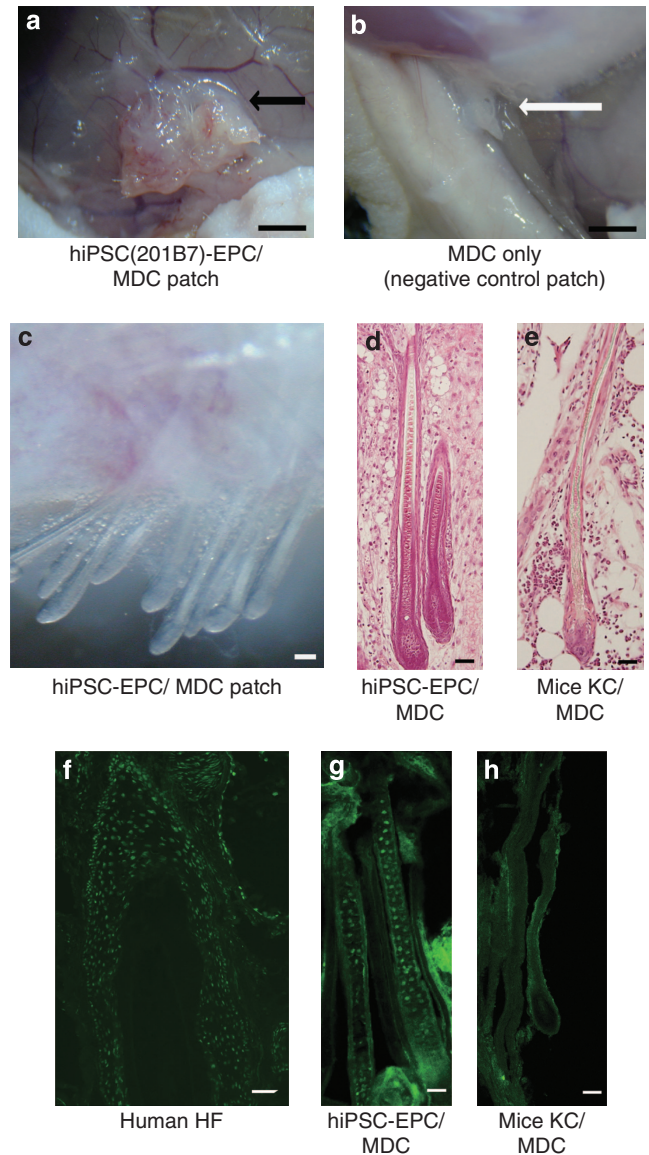 a
b
hiPSC(201B7)-EPC/
MDC patch
MDC only
(negative control patch)
c
d
e
hiPSC-EPC/ MDC patch
hiPSC-EPC/
MDC
Mice KC/
MDC
f
g
h
Human HF
hiPSC-EPC/
MDC
Mice KC/
MDC